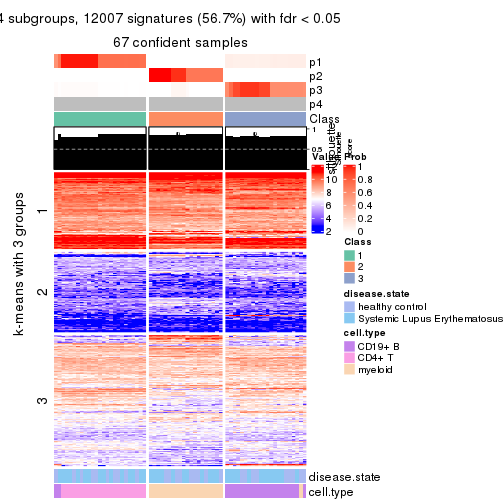 4 subgroups, 12007 signatures (56.7%) with fdr < 0.05
67 confident samples
p1
p2
p3
p4
Class
1
0.5
silhouette
score
k-means with 3 groups
1
2
3
Value
10
8
6
4
2
Prob
1
0.8
0.6
0.4
0.2
0
Class
1
2
3
disease.state
healthy control
Systemic Lupus Erythematosus
cell.type
CD19+ B
CD4+ T
myeloid
disease.state
cell.type